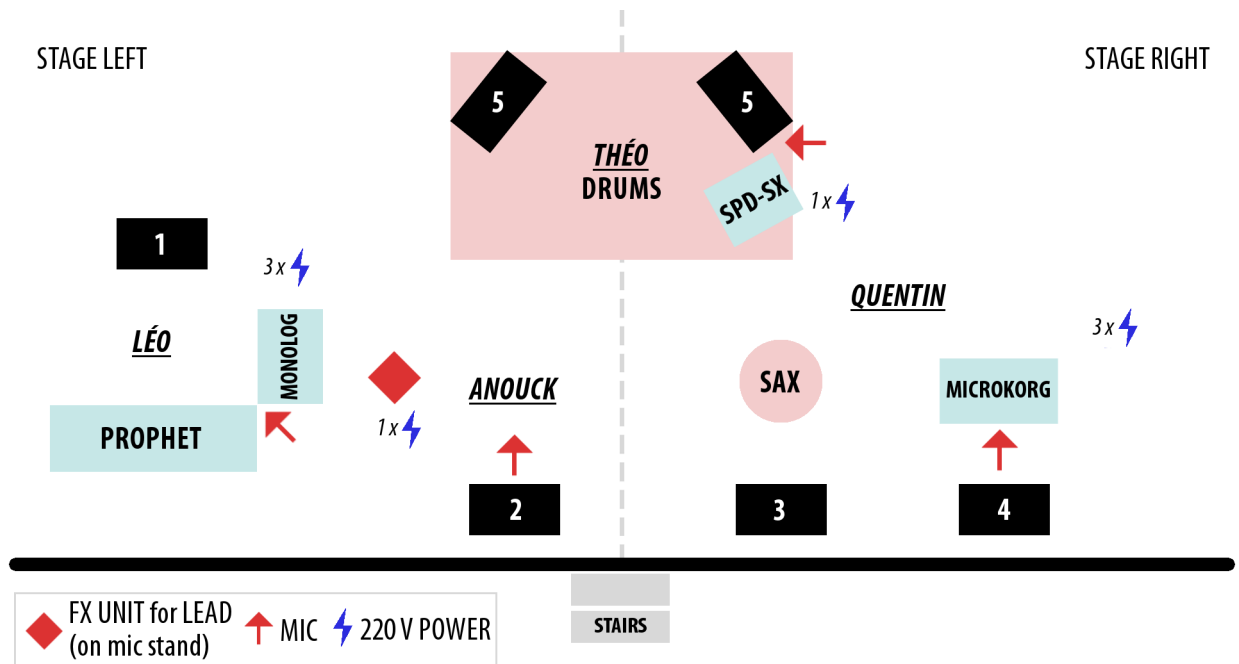 STAGE LEFT
STAGE RIGHT
5
5
THÉO
DRUMS
SPD-SX
1 x
1
3 x
LÉO
MONOLOG
PROPHET
1 x
ANOUCK
2
QUENTIN
3 x
SAX
MICROKORG
3
4
STAIRS
FX UNIT for LEAD
(on mic stand)
MIC
220 V POWER